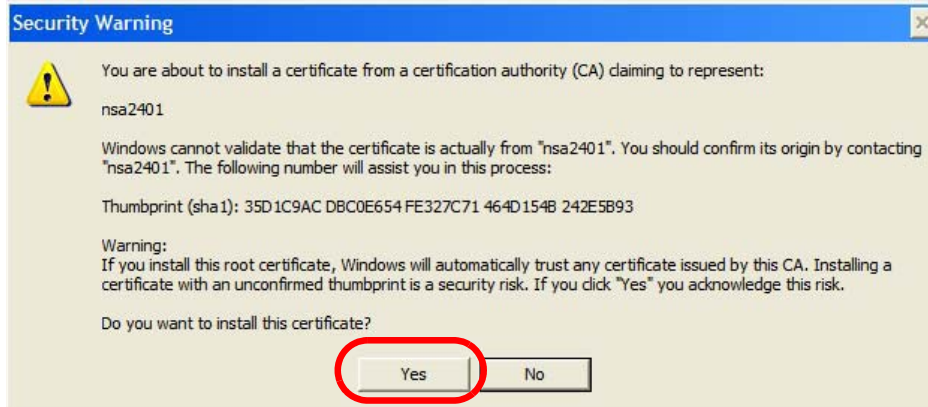 Security Warning
You are about to install a certificate from a certification authority (CA) claiming to represent:
nsa2401
Windows cannot validate that the certificate is actually from "nsa2401". You should confirm its origin by contacting
"nsa2401". The following number will assist you in this process:
Thumbprint (sha1): 35D1C9AC DBC0E654 FE327C71 464D154B 242E5B93
Warning:
If you install this root certificate, Windows will automatically trust any certificate issued by this CA. Installing a
certificate with an unconfirmed thumbprint is a security risk. If you click "Yes" you acknowledge this risk.
Do you want to install this certificate?
Yes No